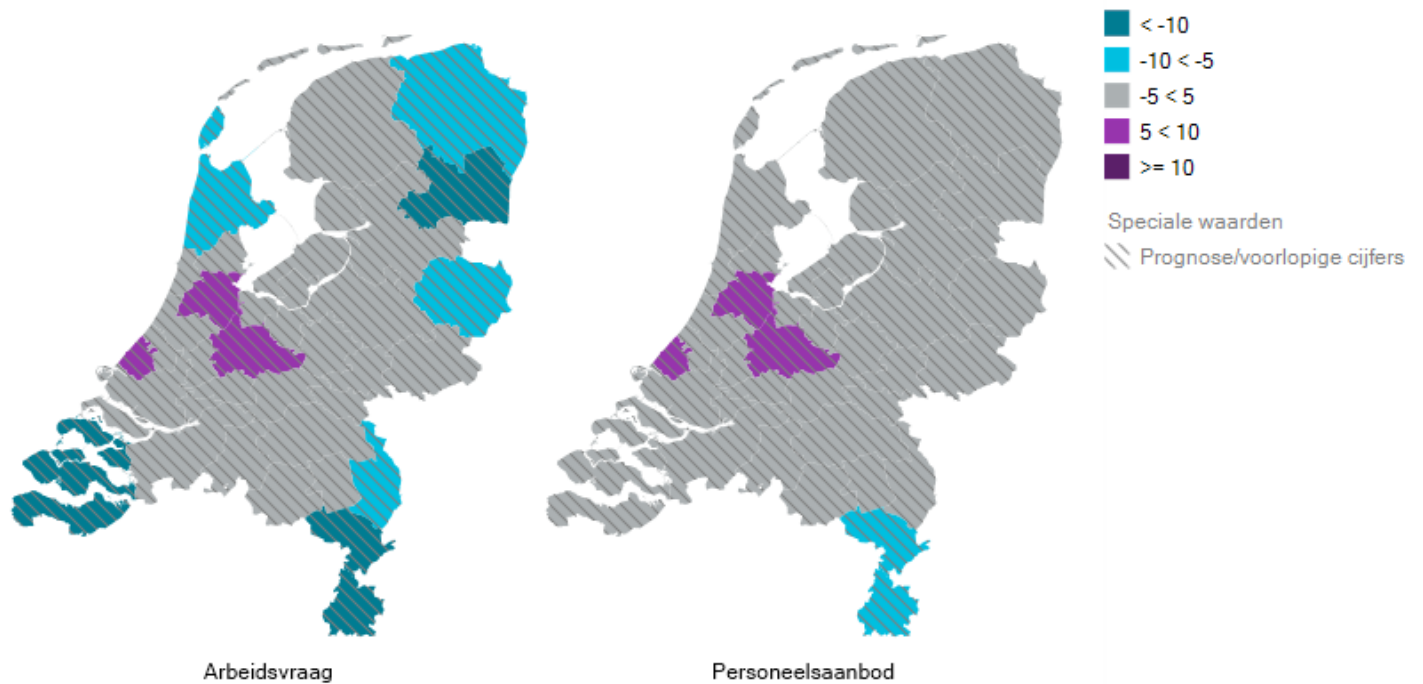 < -10
-10 < -5
-5 < 5
5 < 10
>= 10
Speciale waarden
Prognose/voorlopige cijfers
Arbeidsvraag
Personeelsaanbod